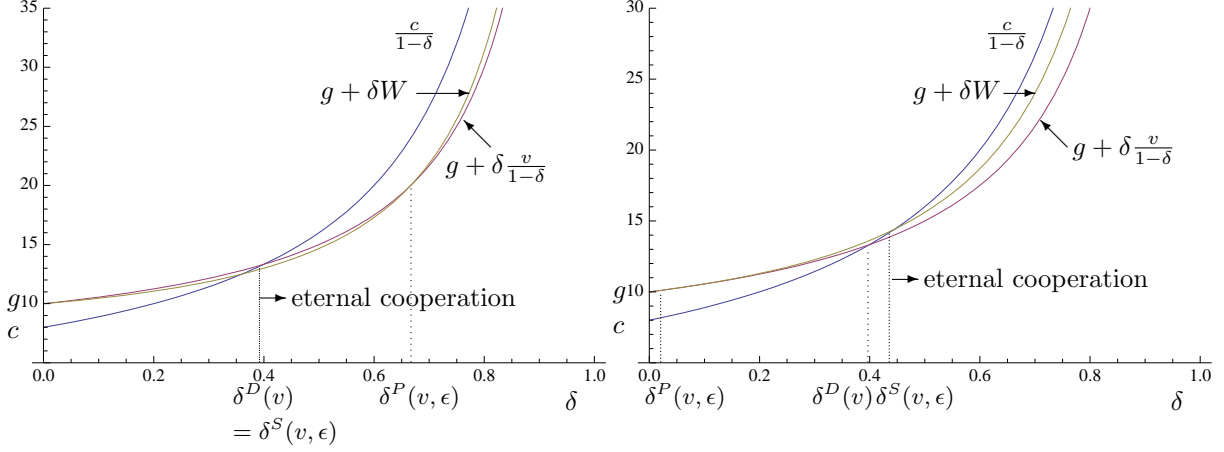 35
30
25
20
15
10
g
c
c/(1−δ)
g + δW
g + δ v/(1−δ)
eternal cooperation
0.0 0.2 0.4 0.6 0.8 1.0
δ^D(v) δ^P(v, ϵ) δ
= δ^S(v, ϵ)
30
25
20
15
10
g
c
c/(1−δ)
g + δW
g + δ v/(1−δ)
eternal cooperation
0.0 0.2 0.4 0.6 0.8 1.0
δ^P(v, ϵ) δ^D(v) δ^S(v, ϵ) δ